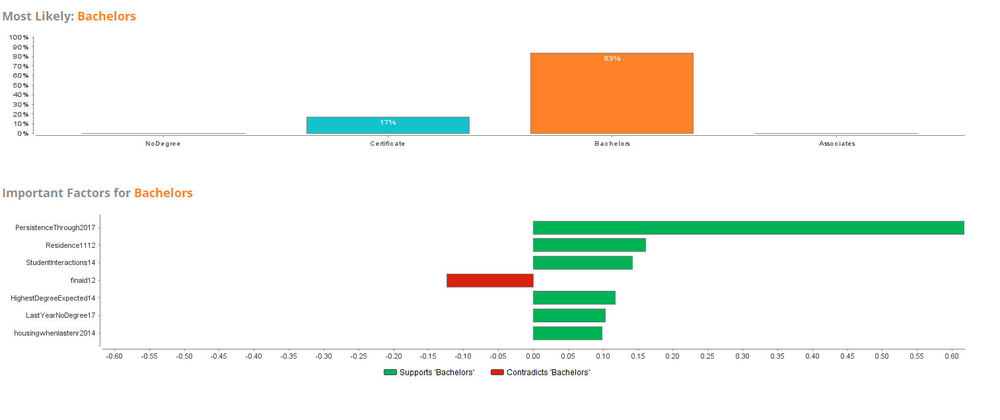 Most Likely: Bachelors
100%
90%
80%
70%
60%
50%
40%
30%
20%
10%
0%
17%
83%
NoDegree Certificate Bachelors Associates
Important Factors for Bachelors
PersistenceThrough2017
Residence1112
StudentInteractions14
finaid12
HighestDegreeExpected14
LastYearNoDegree17
housingwhenlastenr2014
-0.60 -0.55 -0.50 -0.45 -0.40 -0.35 -0.30 -0.25 -0.20 -0.15 -0.10 -0.05 0.00 0.05 0.10 0.15 0.20 0.25 0.30 0.35 0.40 0.45 0.50 0.55 0.60
Supports 'Bachelors' Contradicts 'Bachelors'